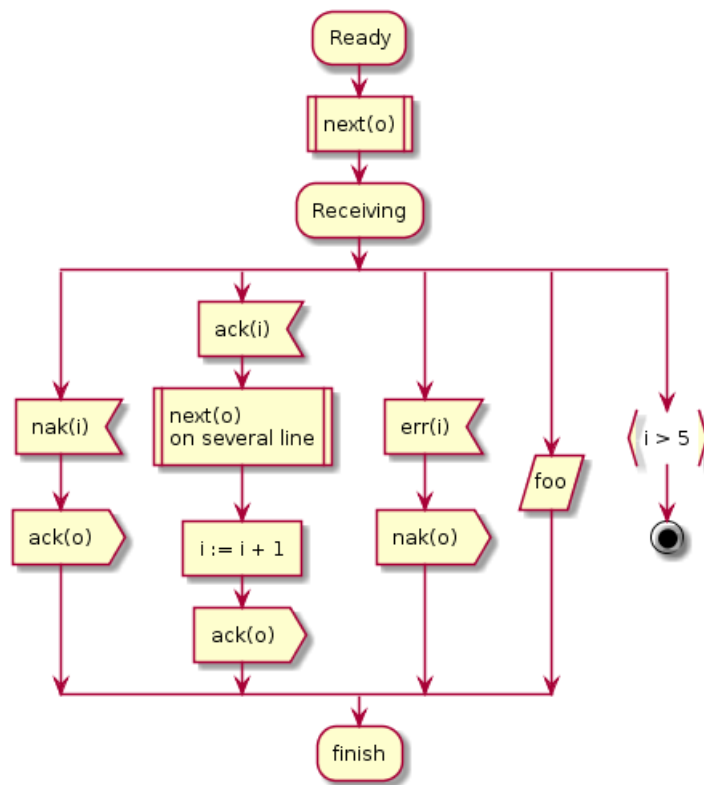 Ready
next(o)
Receiving
nak(i)
ack(o)
ack(i)
next(o)
on several line
i := i + 1
ack(o)
err(i)
nak(o)
foo
i > 5
finish